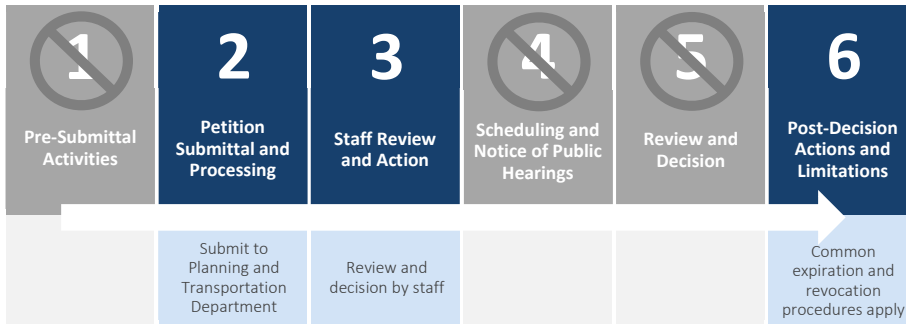 1
Pre-Submittal
Activities
2
Petition
Submittal and
Processing
3
Staff Review
and Action
4
Scheduling and
Notice of Public
Hearings
5
Review and
Decision
6
Post-Decision
Actions and
Limitations
Submit to
Planning and
Transportation
Department
Review and
decision by staff
Common
expiration and
revocation
procedures apply